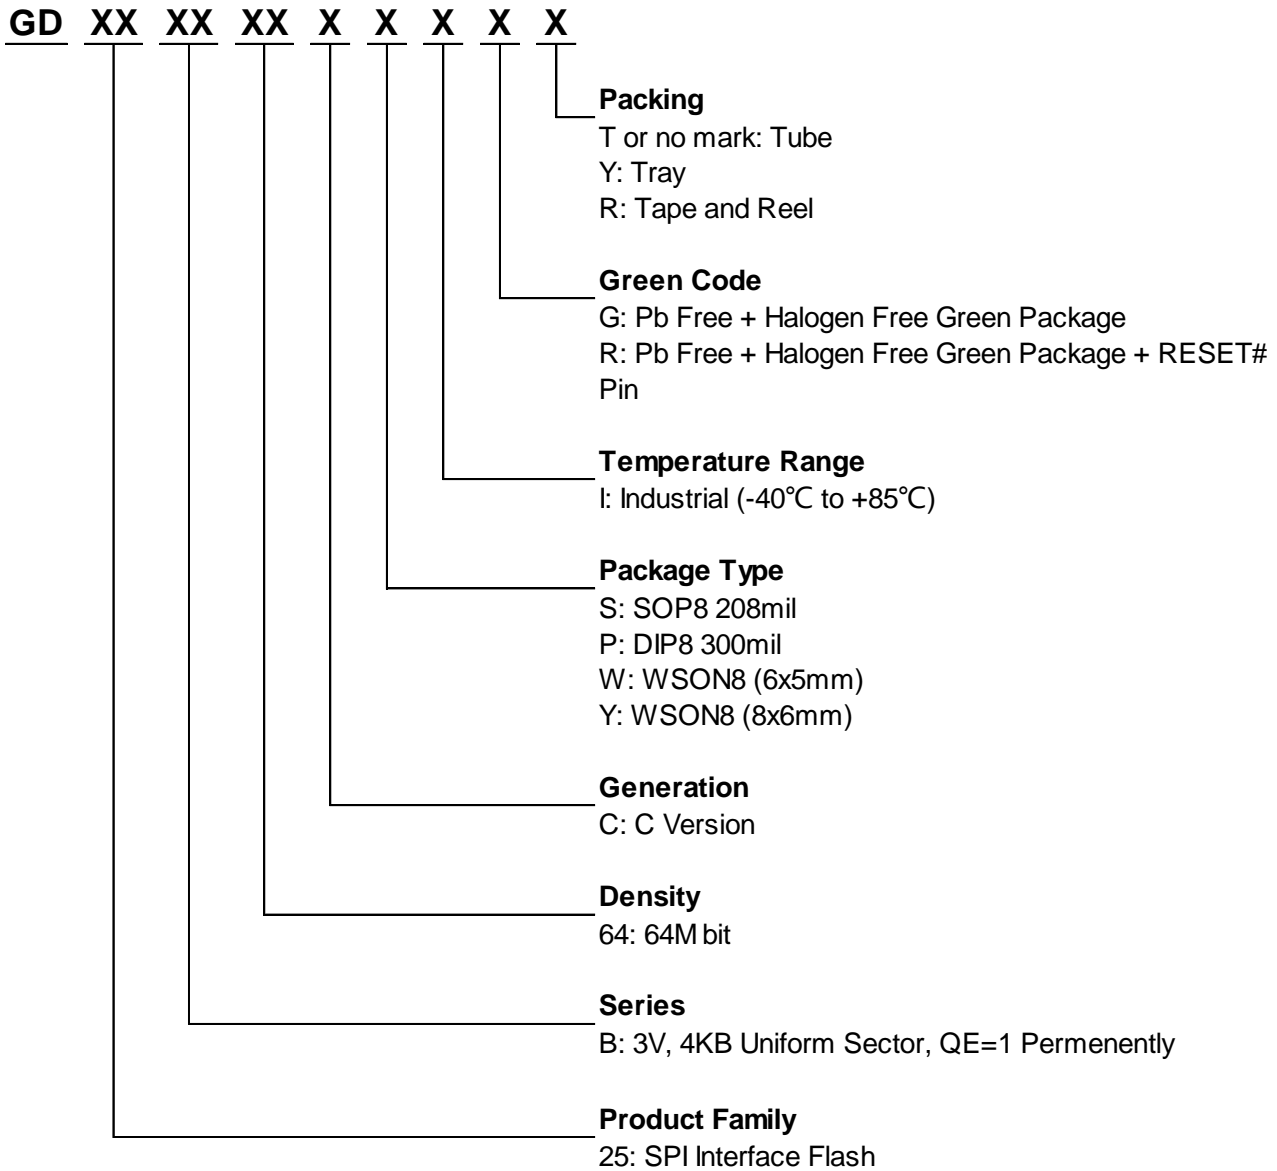 GD XX XX XX X X X X X
Packing
T or no mark: Tube
Y: Tray
R: Tape and Reel
Green Code
G: Pb Free + Halogen Free Green Package
R: Pb Free + Halogen Free Green Package + RESET#
Pin
Temperature Range
I: Industrial (-40℃ to +85℃)
Package Type
S: SOP8 208mil
P: DIP8 300mil
W: WSON8 (6x5mm)
Y: WSON8 (8x6mm)
Generation
C: C Version
Density
64: 64M bit
Series
B: 3V, 4KB Uniform Sector, QE=1 Permenently
Product Family
25: SPI Interface Flash